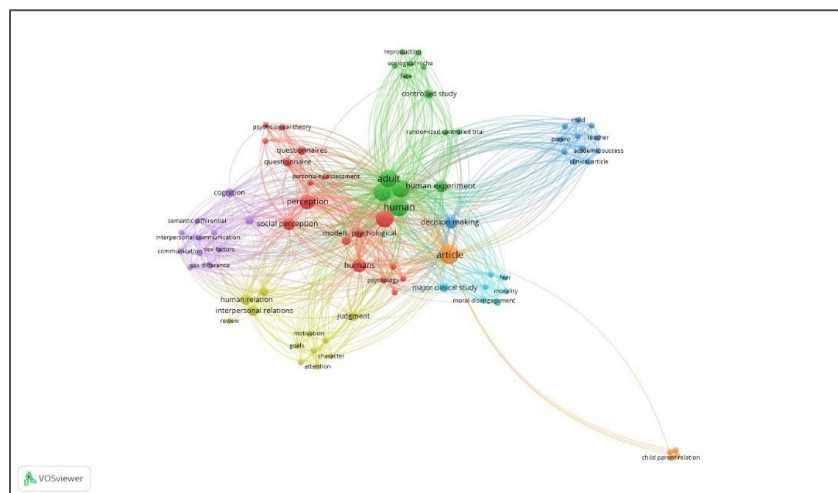 reproduction
ecological niche
face
controlled study
randomized controlled trial
child
parent
teacher
academic success
clinical article
psychological theory
questionnaires
questionnaire
personality assessment
adult
human experiment
cognition
perception
human
semantic differential
social perception
decision making
models, psychological
interpersonal communication
communication
sex factors
sex difference
article
humans
psychology
fear
major clinical study
morality
moral disengagement
human relation
interpersonal relations
review
judgment
motivation
goals
character
attention
child parent relation
VOSviewer